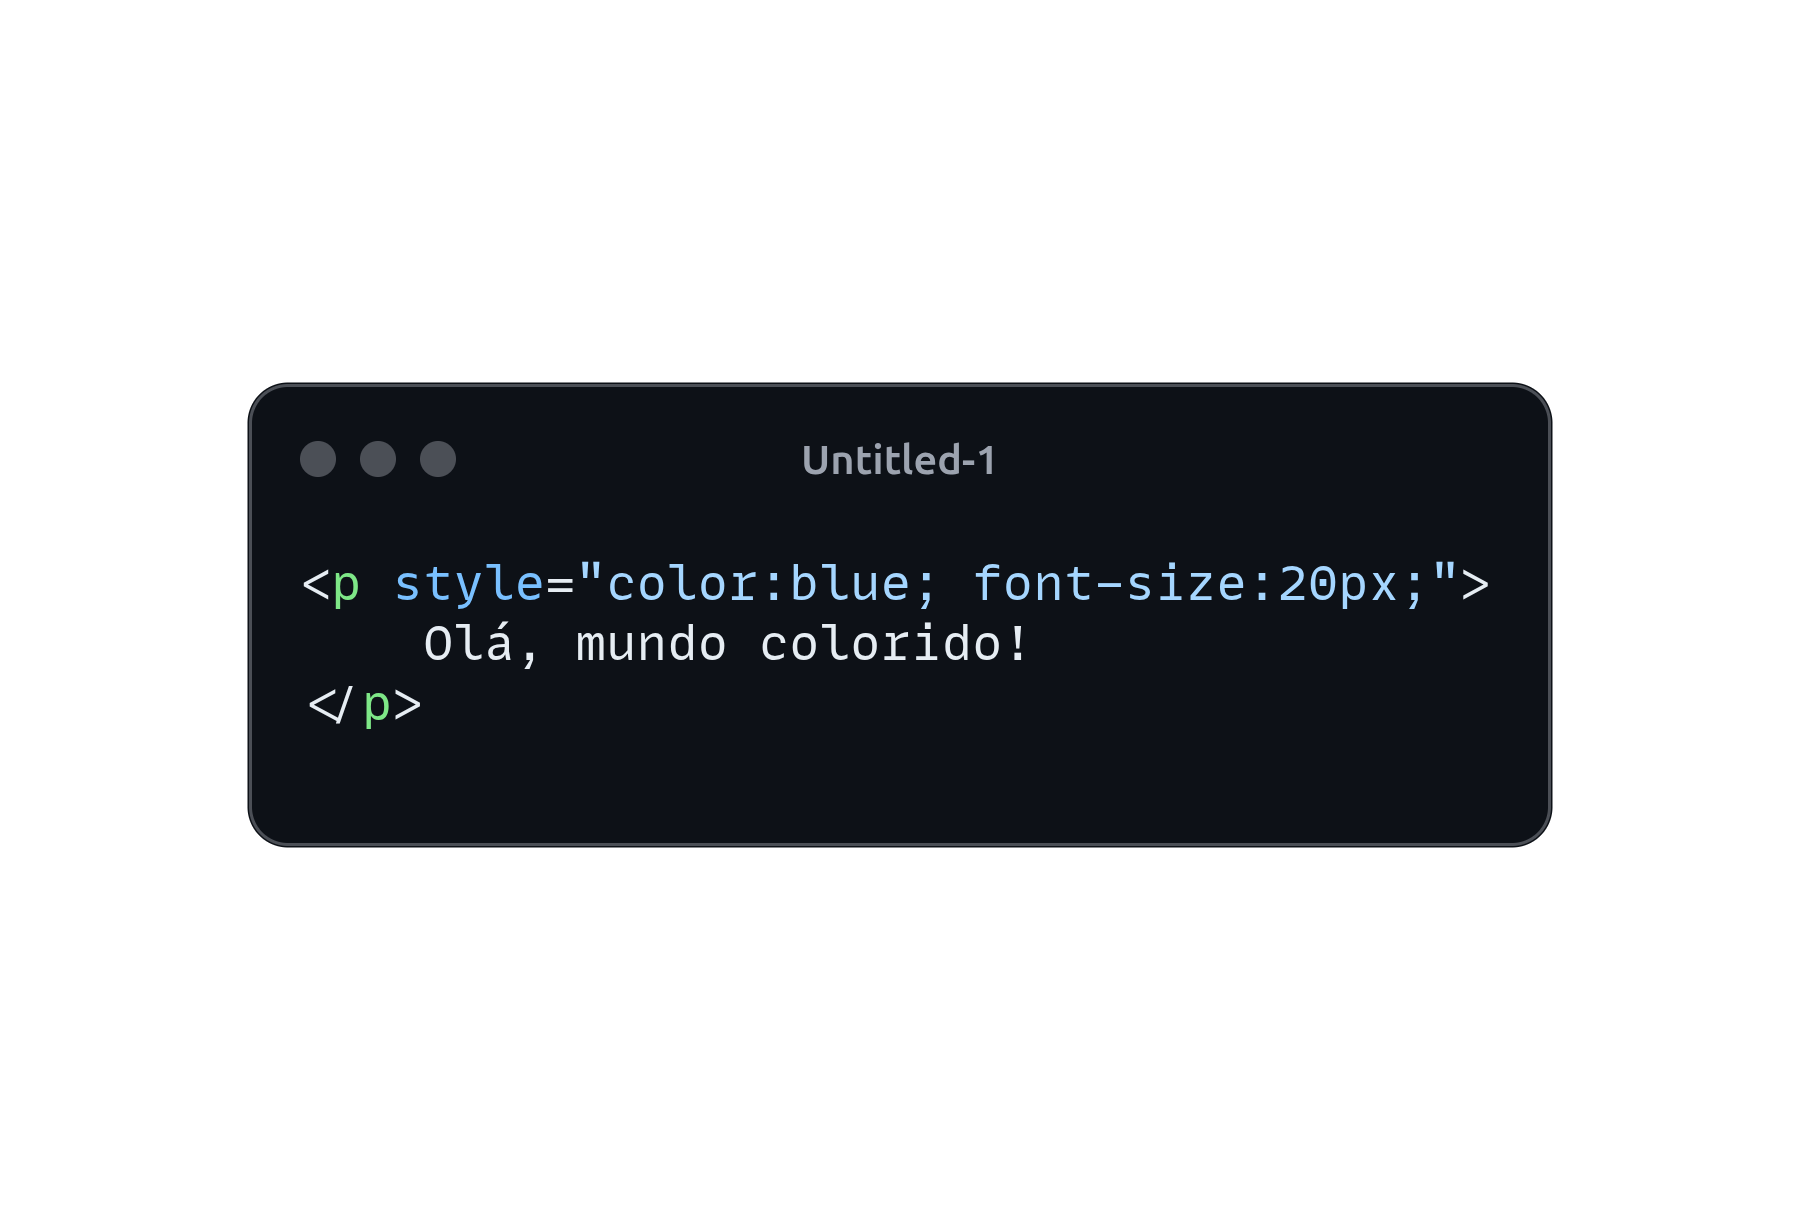 Untitled-1
<p style="color:blue; font-size:20px;">
    Olá, mundo colorido!
</p>